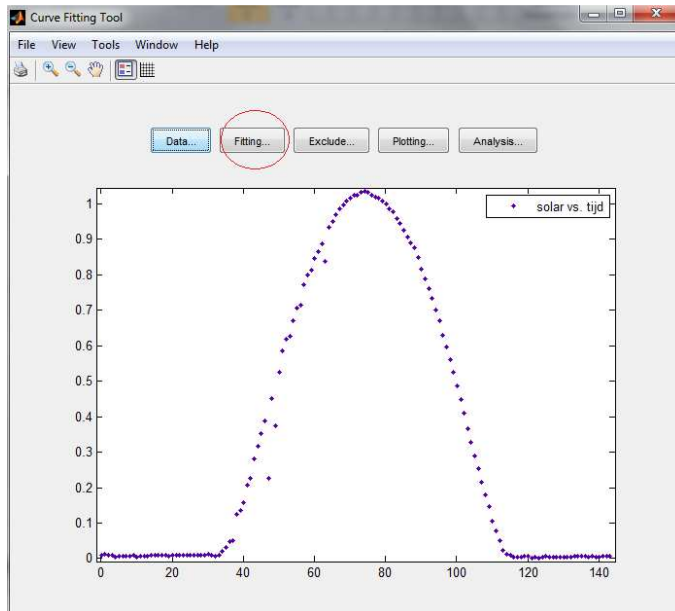 Curve Fitting Tool
File View Tools Window Help
Data... Fitting... Exclude... Plotting... Analysis...
solar vs. tijd
1
0.9
0.8
0.7
0.6
0.5
0.4
0.3
0.2
0.1
0
0 20 40 60 80 100 120 140